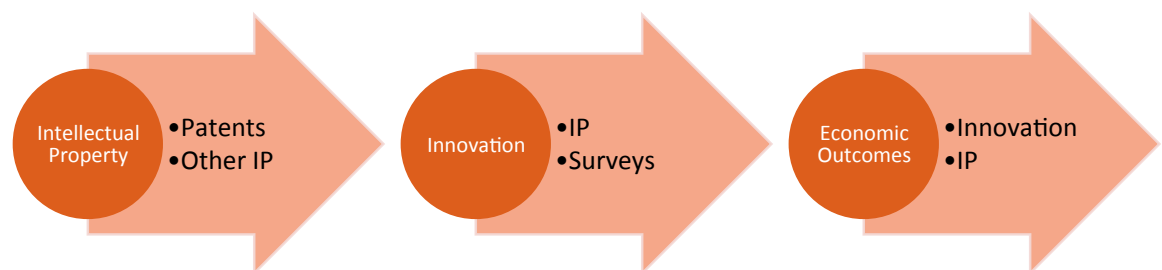 Intellectual
Property
•Patents
•Other IP
Innovation
•IP
•Surveys
Economic
Outcomes
•Innovation
•IP